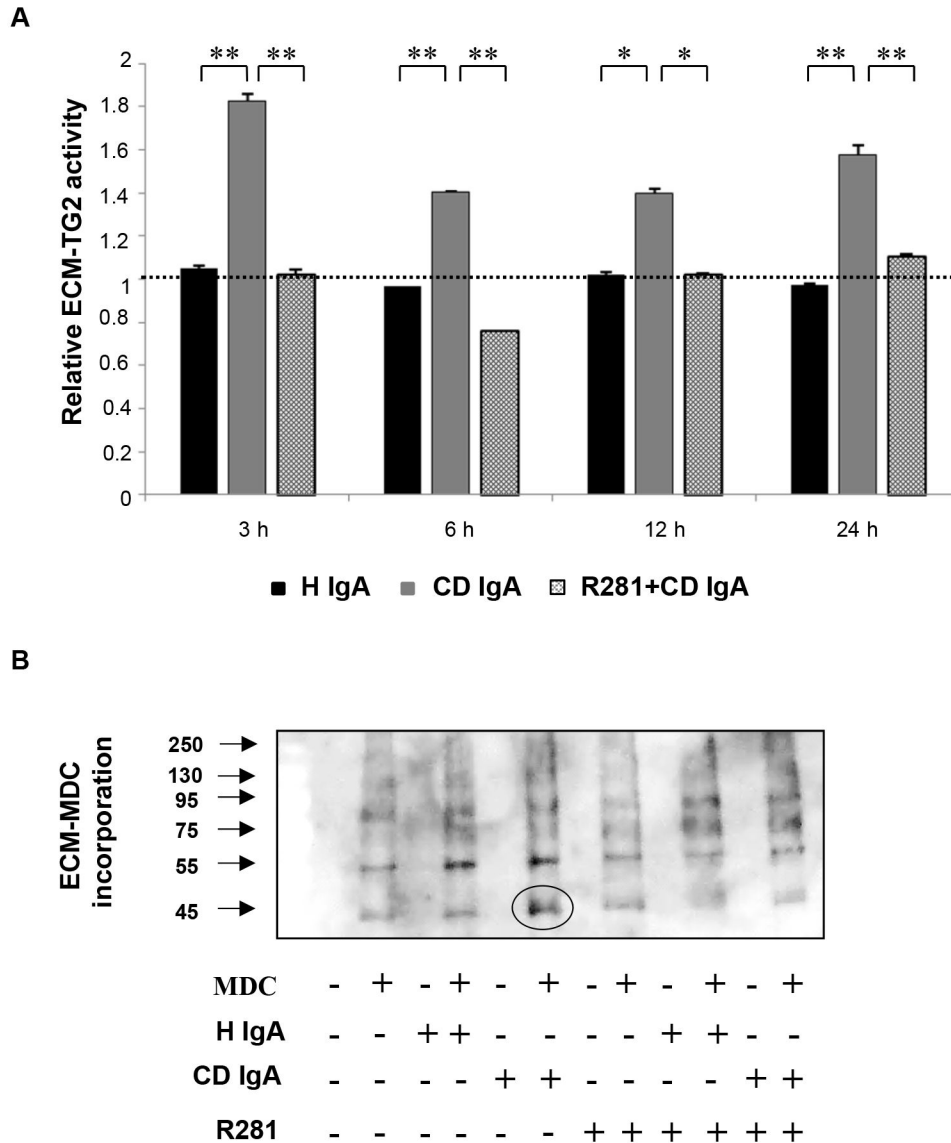 A
** ** ** ** * * ** **
2
1.8
1.6
1.4
1.2
1
0.8
0.6
0.4
0.2
0
Relative ECM-TG2 activity
3 h 6 h 12 h 24 h
H IgA CD IgA R281+CD IgA
B
ECM-MDC
incorporation
250
130
95
75
55
45
MDC - + - + - + - + - + - +
H IgA - - + + - - - - + + - -
CD IgA - - - - + + - - - - + +
R281 - - - - - - + + + + + +